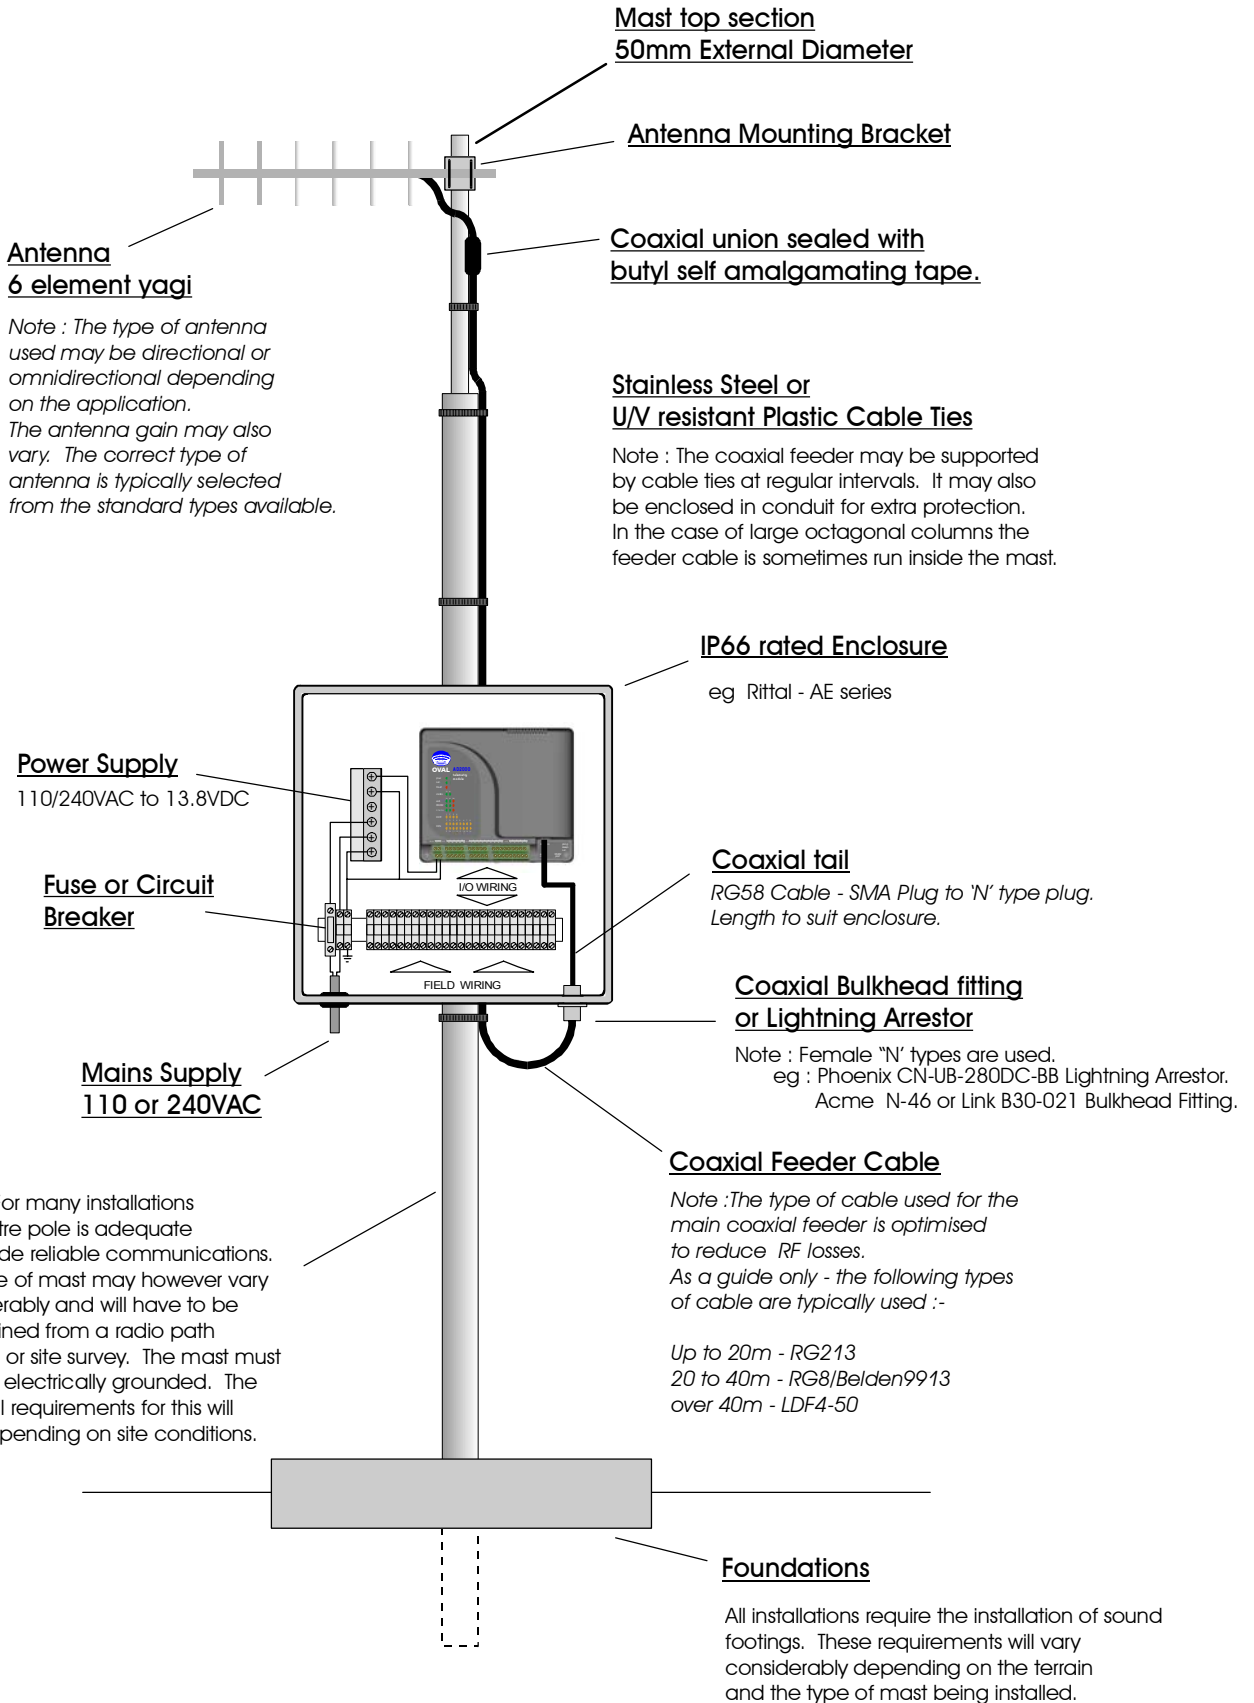 Mast top section
50mm External Diameter
Antenna Mounting Bracket
Antenna
6 element yagi
Note : The type of antenna
used may be directional or
omnidirectional depending
on the application.
The antenna gain may also
vary. The correct type of
antenna is typically selected
from the standard types available.
Coaxial union sealed with
butyl self amalgamating tape.
Stainless Steel or
U/V resistant Plastic Cable Ties
Note : The coaxial feeder may be supported
by cable ties at regular intervals. It may also
be enclosed in conduit for extra protection.
In the case of large octagonal columns the
feeder cable is sometimes run inside the mast.
IP66 rated Enclosure
eg Rittal - AE series
Power Supply
110/240VAC to 13.8VDC
OVAL
Fuse or Circuit
Breaker
I/O WIRING
FIELD WIRING
Coaxial tail
RG58 Cable - SMA Plug to 'N' type plug.
Length to suit enclosure.
Coaxial Bulkhead fitting
or Lightning Arrestor
Note : Female "N' types are used.
eg : Phoenix CN-UB-280DC-BB Lightning Arrestor.
Acme N-46 or Link B30-021 Bulkhead Fitting.
Mains Supply
110 or 240VAC
or many installations
tre pole is adequate
de reliable communications.
e of mast may however vary
erably and will have to be
ined from a radio path
or site survey. The mast must
electrically grounded. The
l requirements for this will
pending on site conditions.
Coaxial Feeder Cable
Note :The type of cable used for the
main coaxial feeder is optimised
to reduce RF losses.
As a guide only - the following types
of cable are typically used :-
Up to 20m - RG213
20 to 40m - RG8/Belden9913
over 40m - LDF4-50
Foundations
All installations require the installation of sound
footings. These requirements will vary
considerably depending on the terrain
and the type of mast being installed.